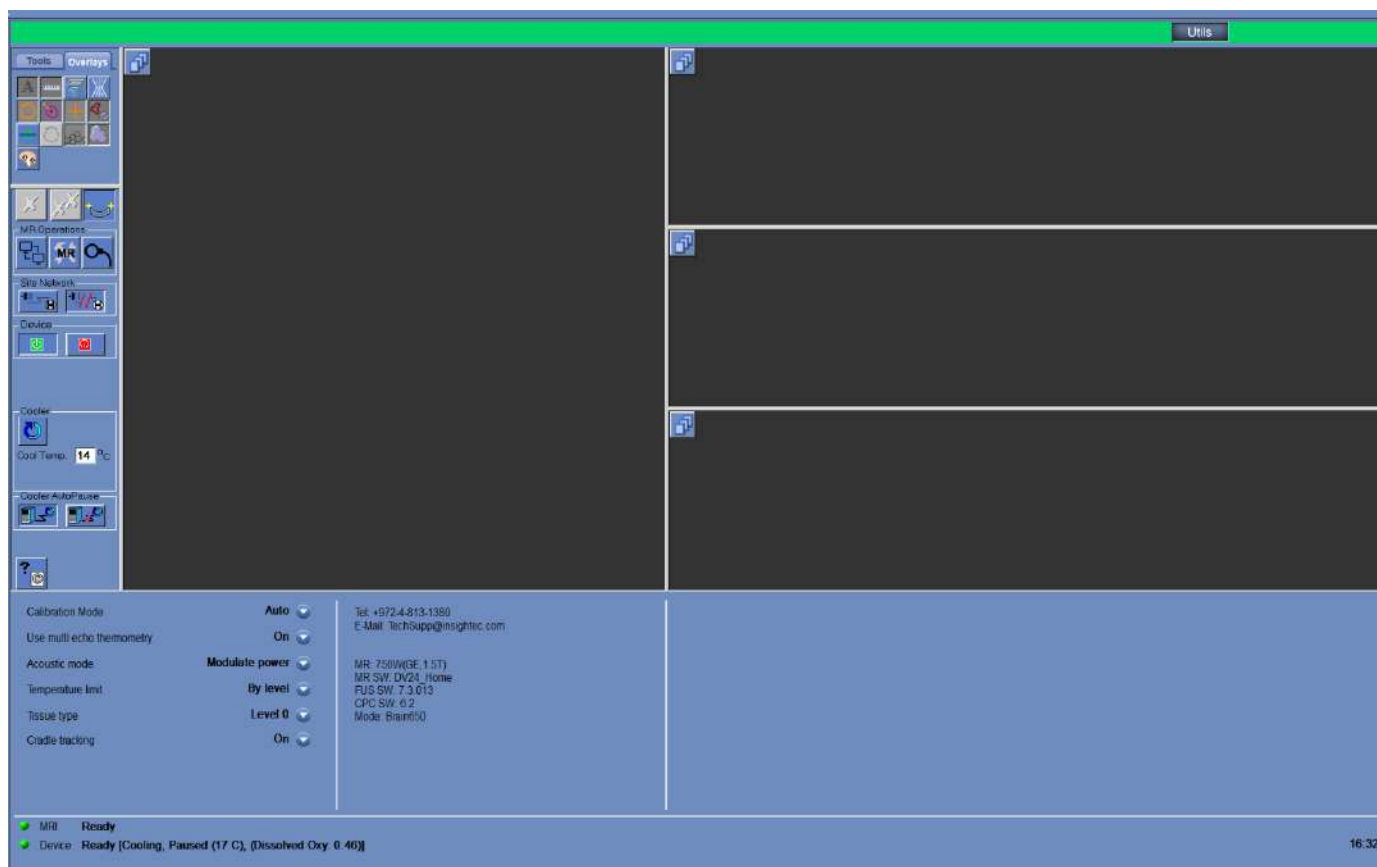 Utils
Tools Overlays
A
MR Operations
MR
Site Network
Device
Cooler
Cool Temp. 14 °C
Cooler AutoPause
?
Calibration Mode Auto
Use multi echo thermometry On
Acoustic mode Modulate power
Temperature limit By level
Tissue type Level 0
Cradle tracking On
Tel: +972-4-813-1380
E-Mail: TechSupp@insightec.com
MR: 750W(GE,1.5T)
MR SW: DV24_Home
FUS SW: 7.3.013
CPC SW: 6.2
Mode: Brain650
MRI Ready
Device Ready [Cooling, Paused (17 C), (Dissolved Oxy: 0.46)]
16:32